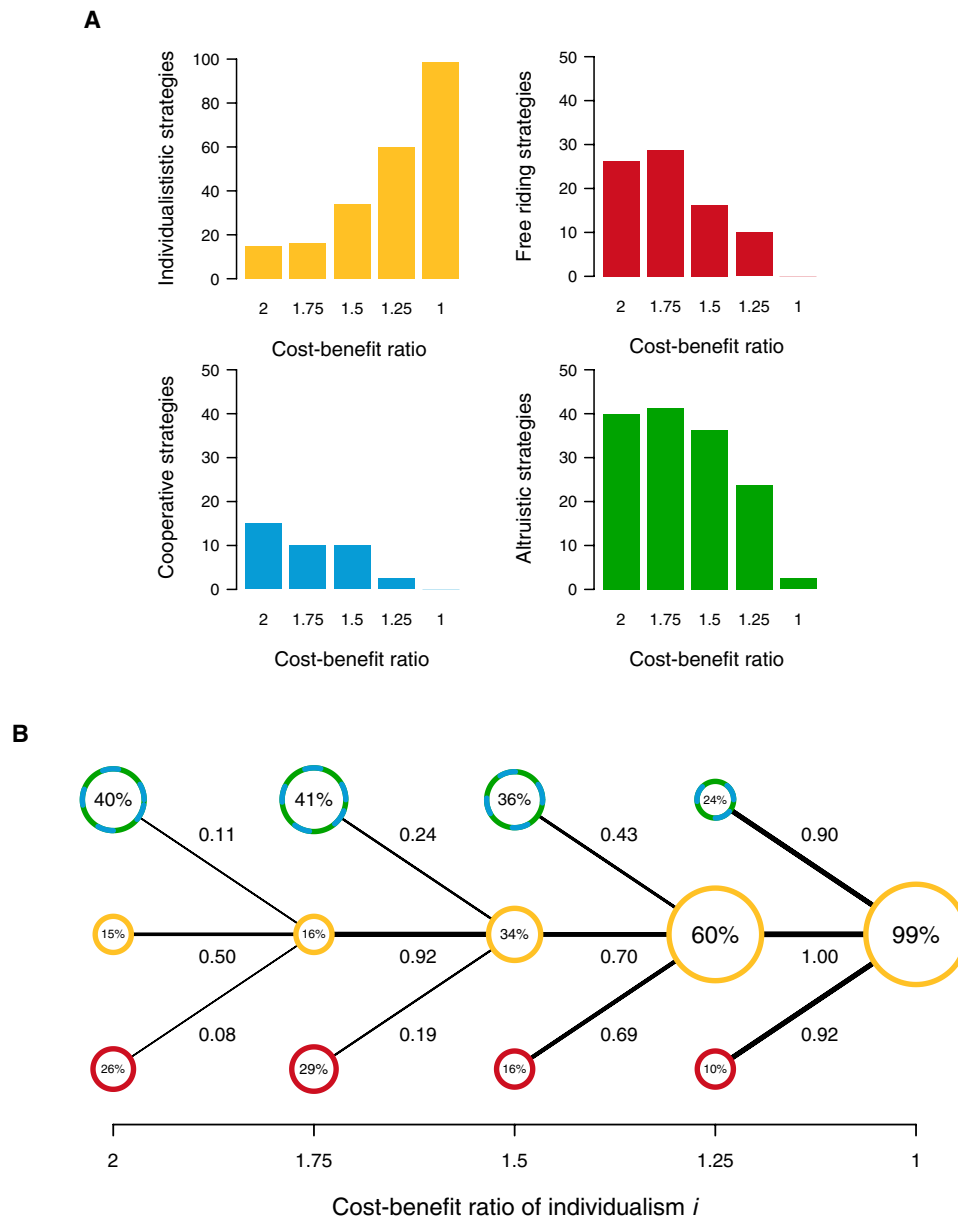 A
Individualististic strategies
100
80
60
40
20
0
2 1.75 1.5 1.25 1
Cost-benefit ratio
Free riding strategies
50
40
30
20
10
0
2 1.75 1.5 1.25 1
Cost-benefit ratio
Cooperative strategies
50
40
30
20
10
0
2 1.75 1.5 1.25 1
Cost-benefit ratio
Altruistic strategies
50
40
30
20
10
0
2 1.75 1.5 1.25 1
Cost-benefit ratio
B
40% 41% 36% 24%
0.11 0.24 0.43 0.90
15% 16% 34% 60% 99%
0.50 0.92 0.70 1.00
0.08 0.19 0.69 0.92
26% 29% 16% 10%
2 1.75 1.5 1.25 1
Cost-benefit ratio of individualism i